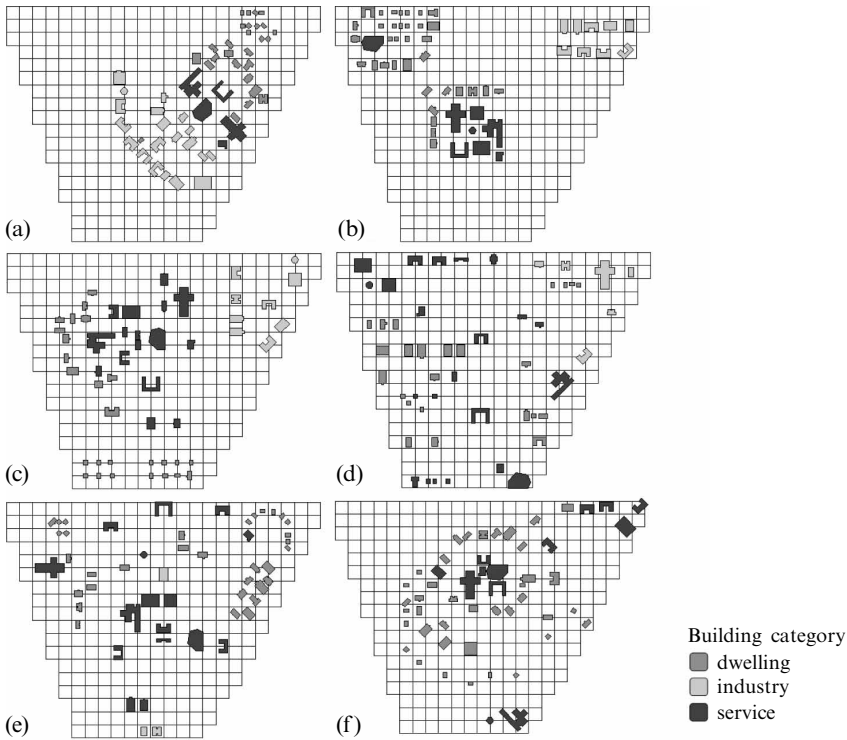 (a)
(b)
(c)
(d)
(e)
(f)
Building category
dwelling
industry
service